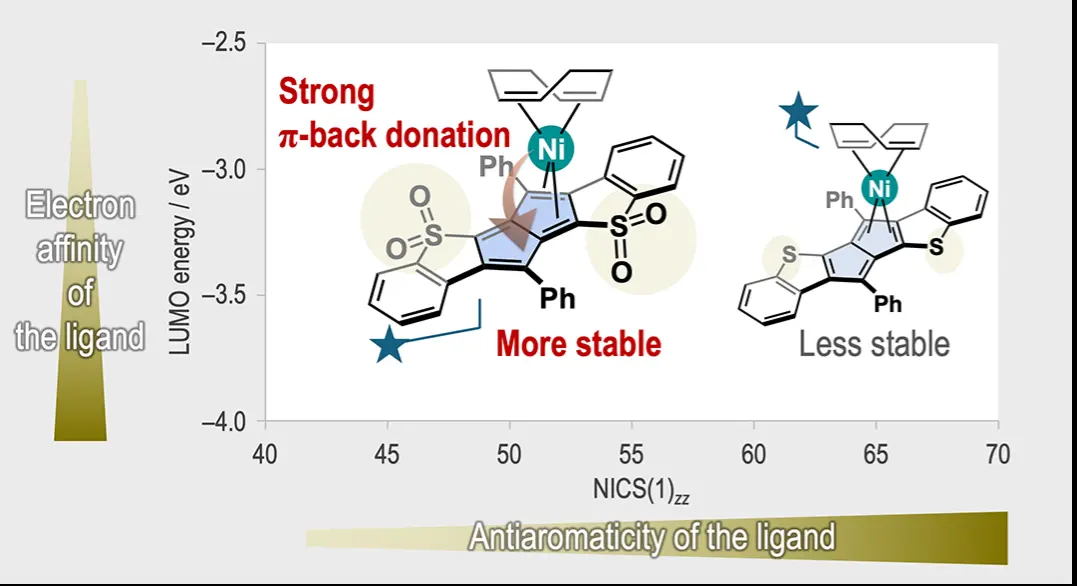 Electron
affinity
of
the ligand
LUMO energy / eV
–2.5
–3.0
–3.5
–4.0
Strong
π-back donation
Ni
Ph
O
O
S
S
O
O
Ph
More stable
Ni
Ph
S
S
Ph
Less stable
40 45 50 55 60 65 70
NICS(1)zz
Antiaromaticity of the ligand